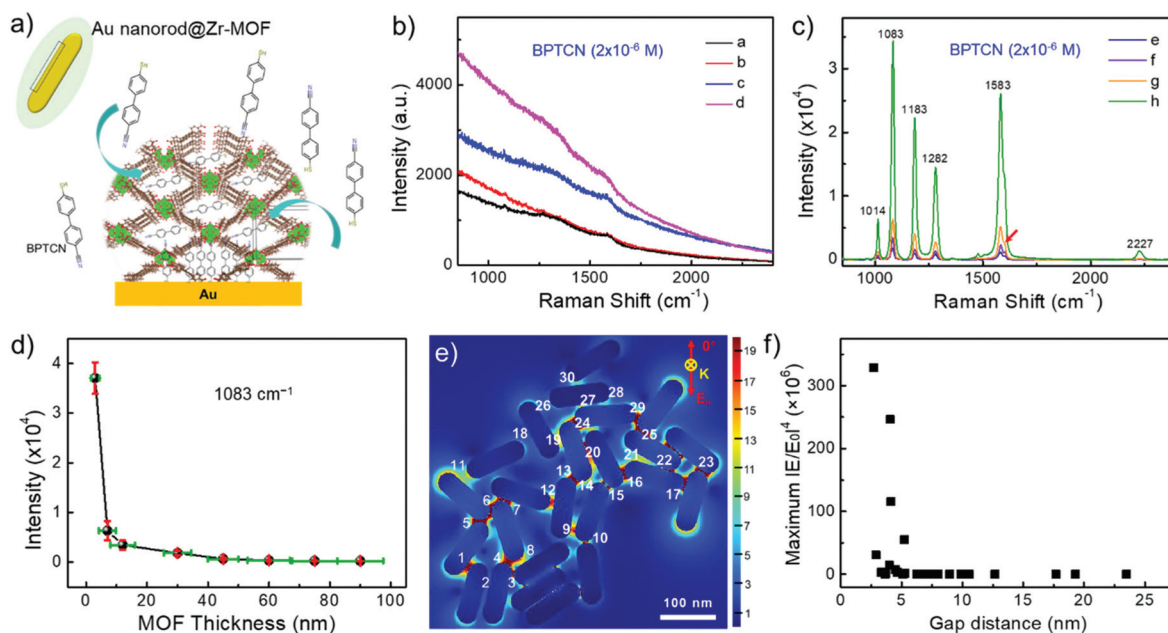 a)
Au nanorod@Zr-MOF
BPTCN
Au
b)
BPTCN (2x10⁻⁶ M)
a
b
c
d
Intensity (a.u.)
4000
2000
0
1000 1500 2000
Raman Shift (cm⁻¹)
c)
BPTCN (2x10⁻⁶ M)
e
f
g
h
1083
1583
1183
1282
1014
2227
Intensity (x10⁴)
3
2
1
0
1000 1500 2000
Raman Shift (cm⁻¹)
d)
1083 cm⁻¹
Intensity (x10⁴)
4
3
2
1
0
0 20 40 60 80 100
MOF Thickness (nm)
e)
0°
K
30
28
27
26
29
24
25
18
19
20
21
22
23
11
13
14
16
17
15
6
7
12
5
9
10
1
4
8
2
3
100 nm
19
17
15
13
11
9
7
5
3
1
f)
Maximum |E/E₀|⁴ (×10⁶)
300
200
100
0
0 5 10 15 20 25
Gap distance (nm)